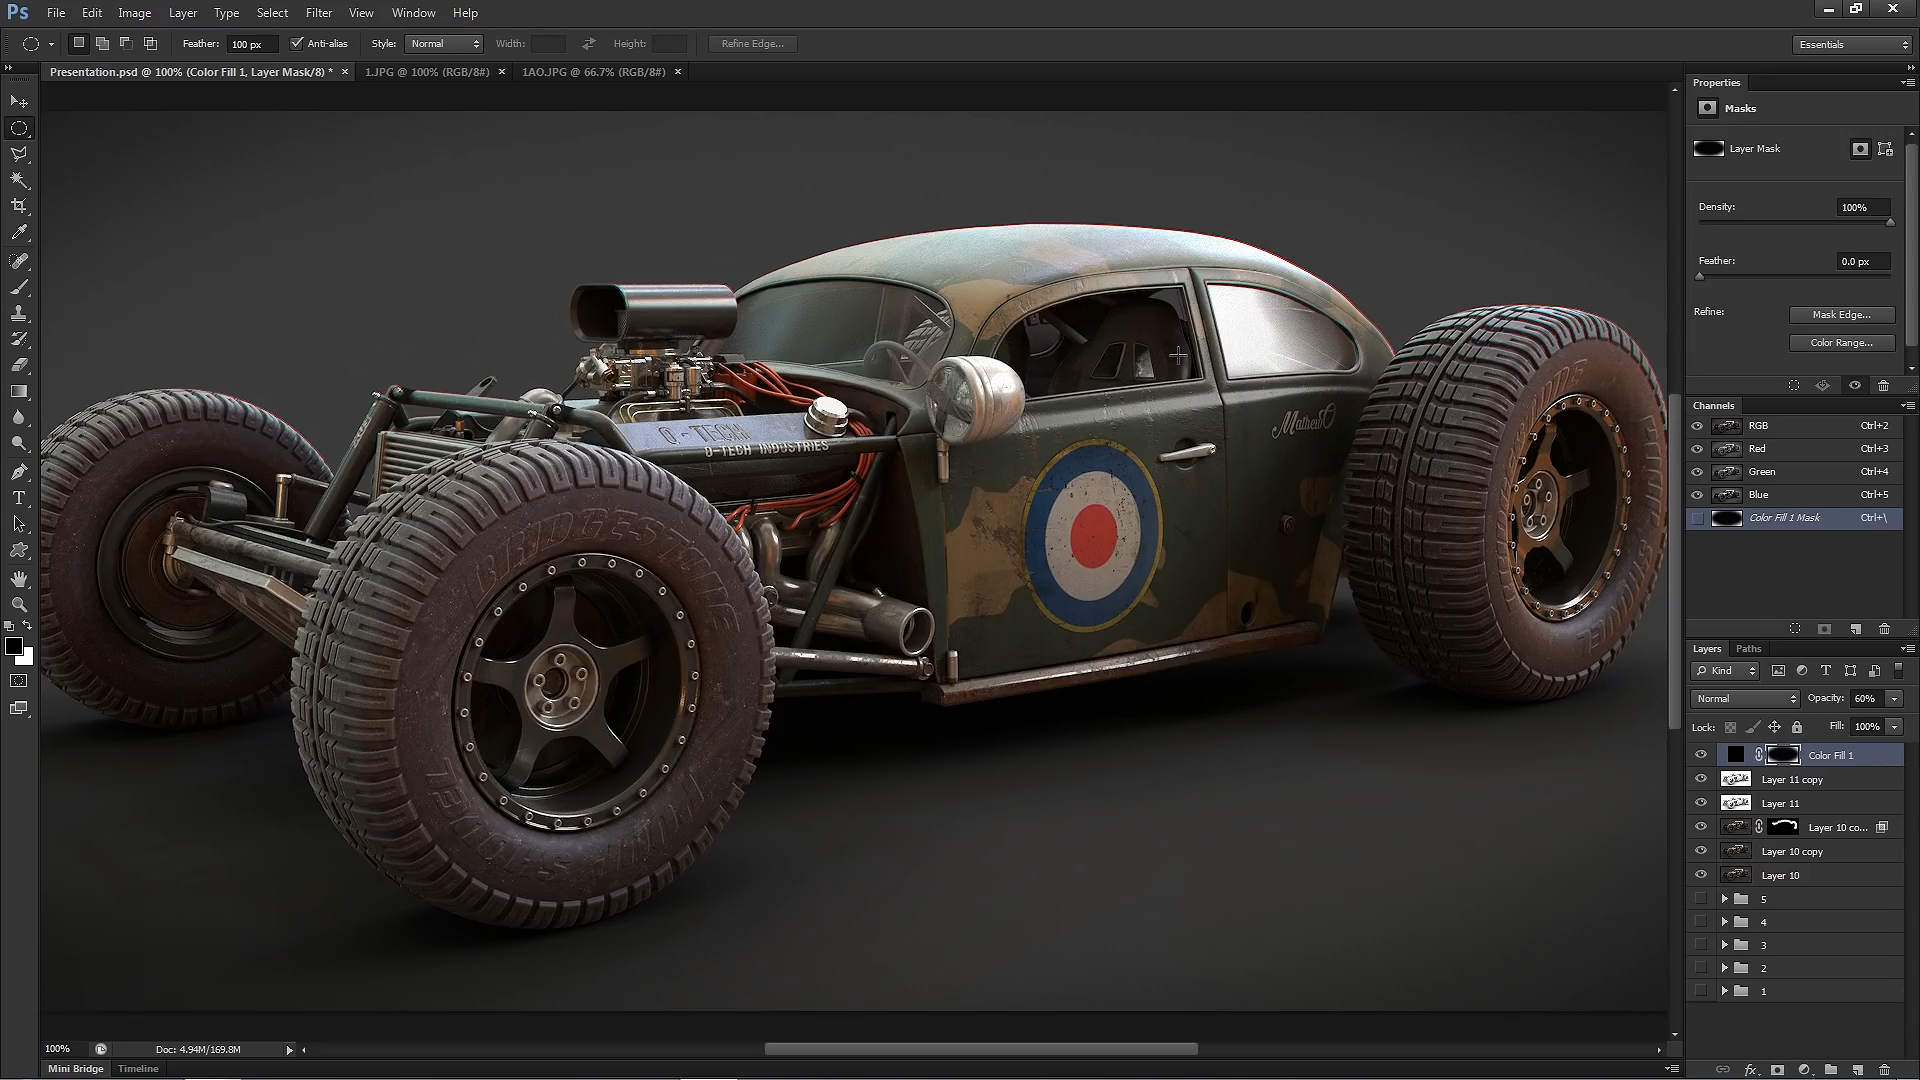 Ps File Edit Image Layer Type Select Filter View Window Help
Feather: 100 px Anti-alias Style: Normal Width: Height: Refine Edge... Essentials
Presentation.psd @ 100% (Color Fill 1, Layer Mask/8) * 1.JPG @ 100% (RGB/8#) 1AO.JPG @ 66.7% (RGB/8#)
Properties
Masks
Layer Mask
Density: 100%
Feather: 0.0 px
Refine: Mask Edge...
Color Range...
Channels
RGB Ctrl+2
Red Ctrl+3
Green Ctrl+4
Blue Ctrl+5
Color Fill 1 Mask Ctrl+\
Layers Paths
Kind
Normal Opacity: 60%
Lock: Fill: 100%
Color Fill 1
Layer 11 copy
Layer 11
Layer 10 co...
Layer 10 copy
Layer 10
5
4
3
2
1
O.-TECH
O-TECH INDUSTRIES
MathewO
BRIDGESTONE
100% Doc: 4.94M/169.8M
Mini Bridge Timeline